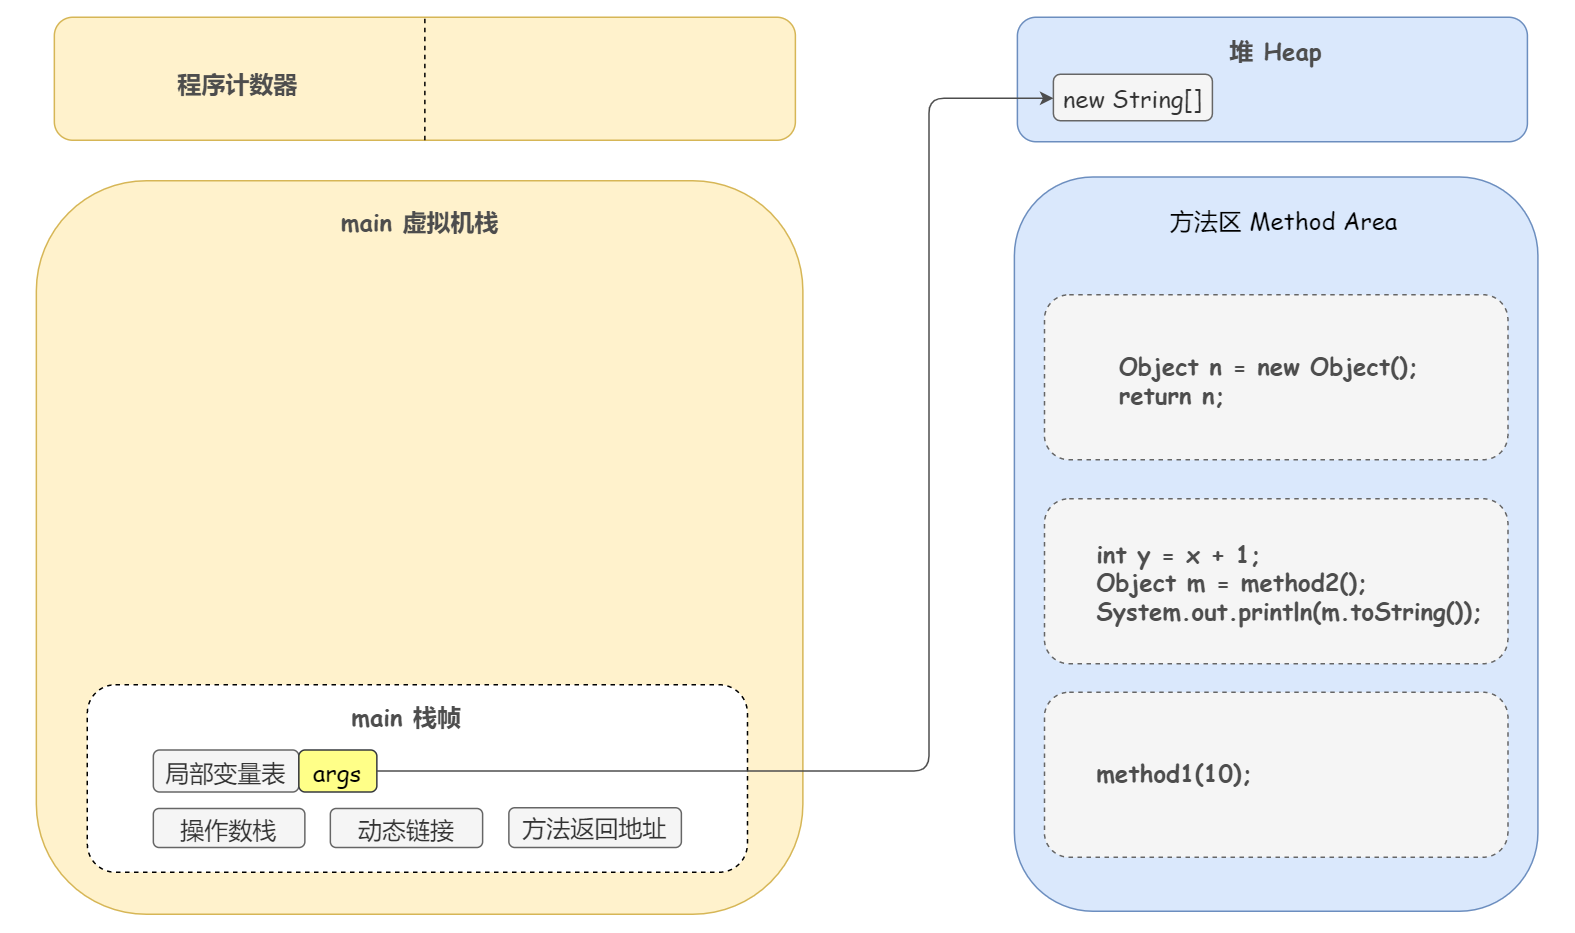 程序计数器
main 虚拟机栈
main 栈帧
局部变量表
args
操作数栈
动态链接
方法返回地址
堆 Heap
new String[]
方法区 Method Area
Object n = new Object();
return n;
int y = x + 1;
Object m = method2();
System.out.println(m.toString());
method1(10);